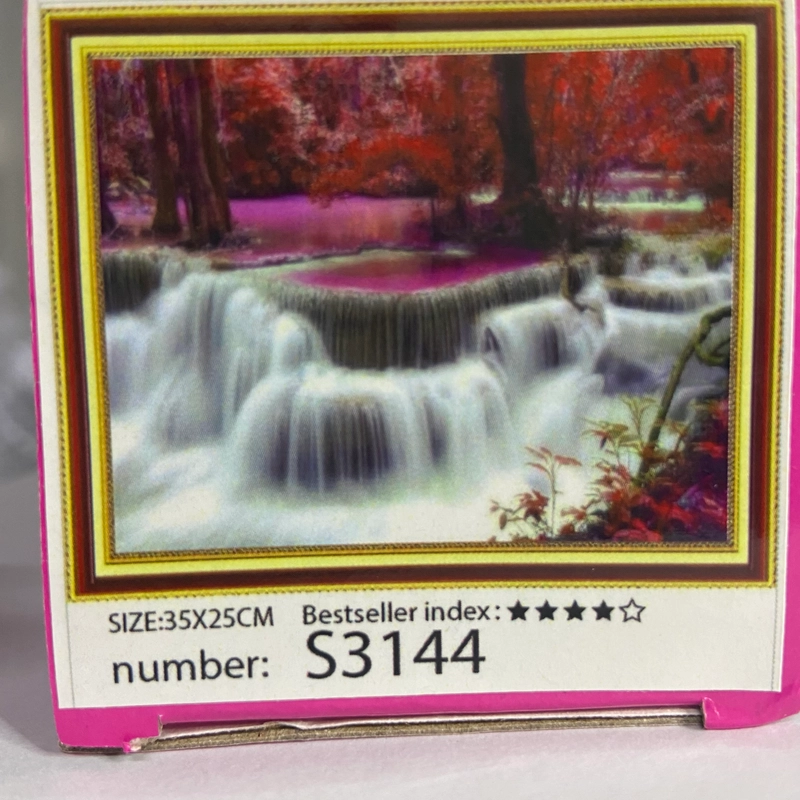 SIZE:35X25CM Bestseller index:★★★★☆
number: S3144